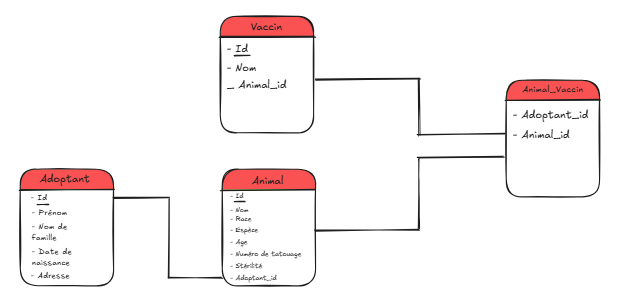 Vaccin
- Id
- Nom
_ Animal_id
Animal_Vaccin
- Adoptant_id
- Animal_id
Adoptant
- Id
- Prénom
- Nom de
famille
- Date de
naissance
- Adresse
Animal
- Id
- Nom
- Race
- Espèce
- Age
- Numéro de tatouage
- Stérilité
- Adoptant_id